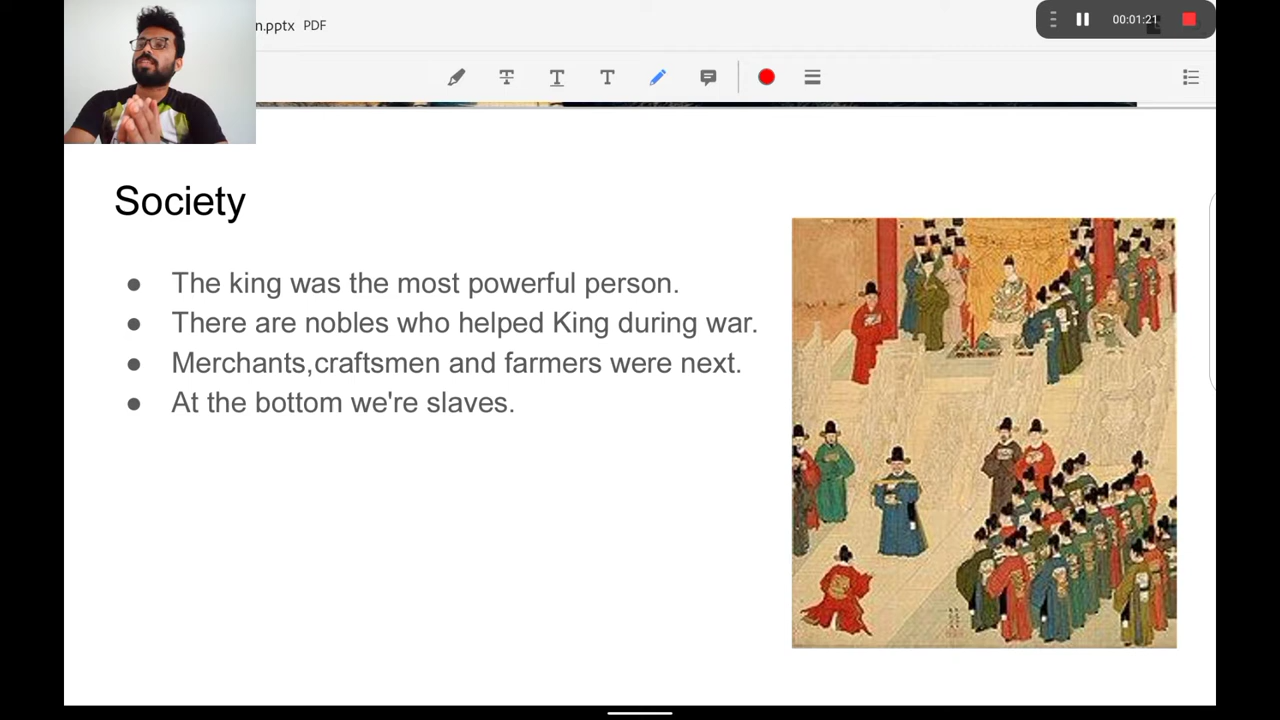 n.pptx PDF
00:01:21
Society
● The king was the most powerful person.
● There are nobles who helped King during war.
● Merchants,craftsmen and farmers were next.
● At the bottom we're slaves.